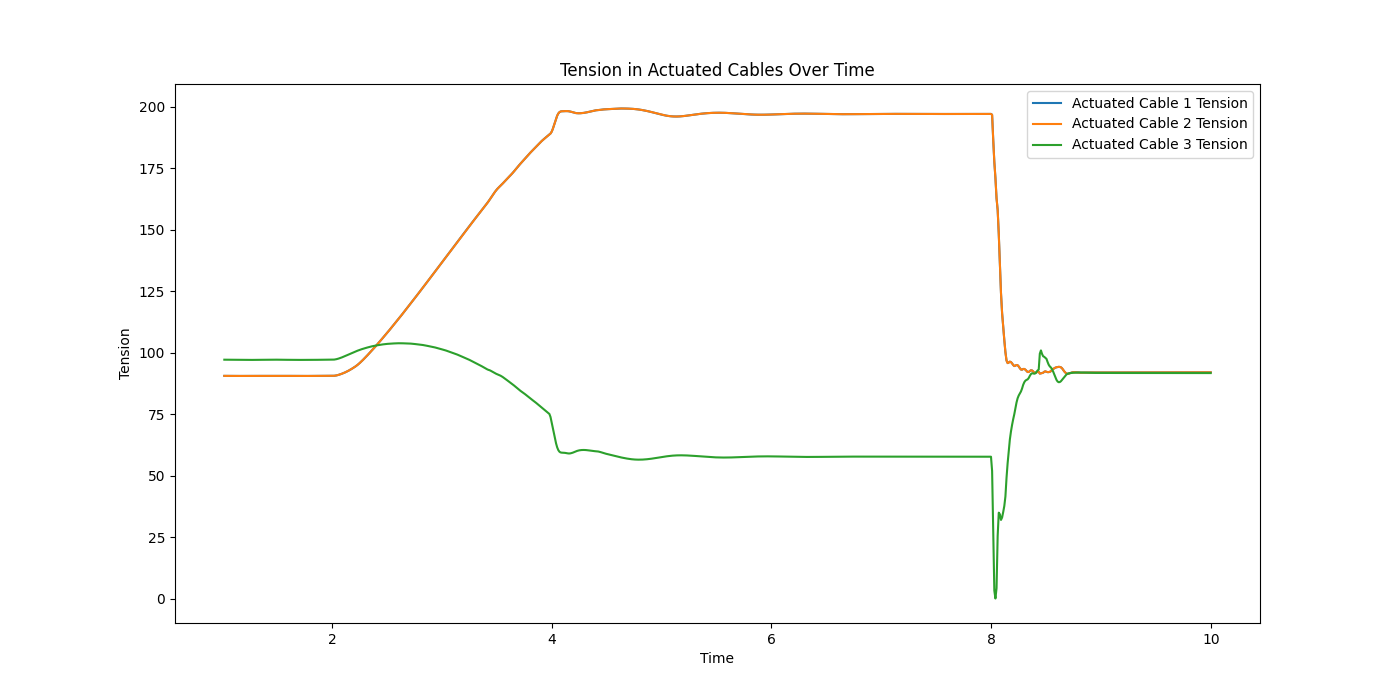 Tension in Actuated Cables Over Time
Actuated Cable 1 Tension
Actuated Cable 2 Tension
Actuated Cable 3 Tension
200
175
150
125
100
75
50
25
0
Tension
2
4
6
8
10
Time